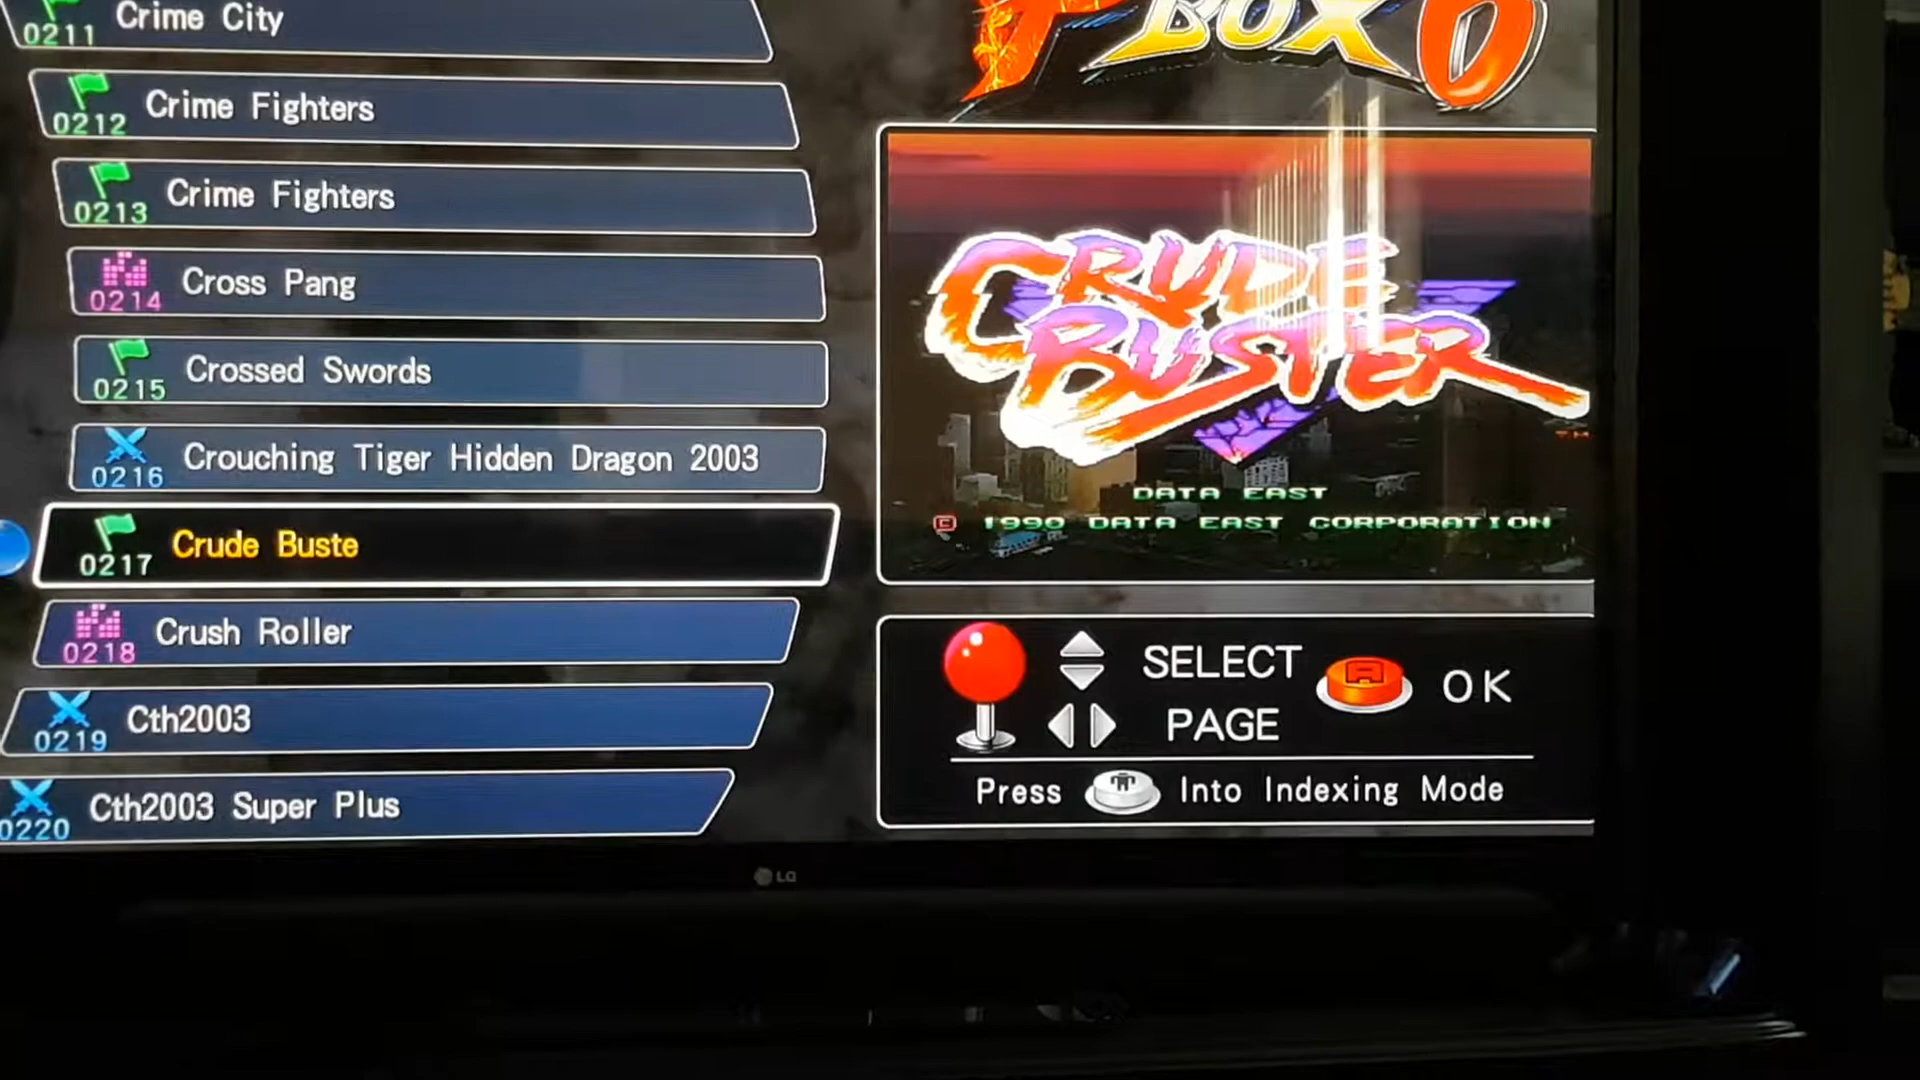 0211 Crime City
0212 Crime Fighters
0213 Crime Fighters
0214 Cross Pang
0215 Crossed Swords
0216 Crouching Tiger Hidden Dragon 2003
0217 Crude Buste
0218 Crush Roller
0219 Cth2003
0220 Cth2003 Super Plus
BOX
CRUDE
BUSTER
DATA EAST
© 1990 DATA EAST CORPORATION
SELECT
PAGE
OK
Press Into Indexing Mode
LG